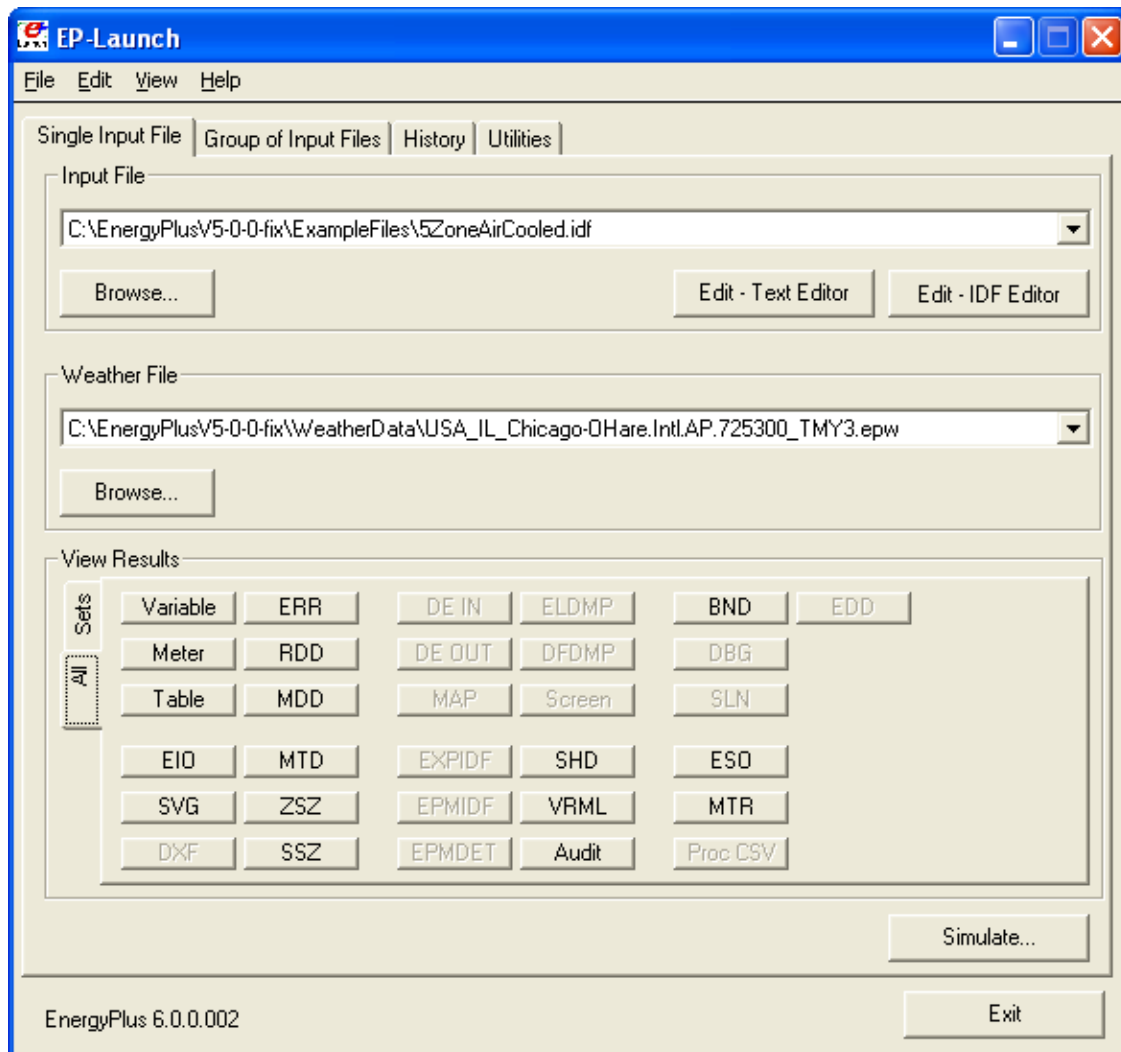 EP-Launch
File Edit View Help
Single Input File Group of Input Files History Utilities
Input File
C:\EnergyPlusV5-0-0-fix\ExampleFiles\5ZoneAirCooled.idf
Browse... Edit - Text Editor Edit - IDF Editor
Weather File
C:\EnergyPlusV5-0-0-fix\WeatherData\USA_IL_Chicago-OHare.Intl.AP.725300_TMY3.epw
Browse...
View Results
Sets
All
Variable ERR DE IN ELDMP BND EDD
Meter RDD DE OUT DFDMP DBG
Table MDD MAP Screen SLN
EIO MTD EXPIDF SHD ESO
SVG ZSZ EPMIDF VRML MTR
DXF SSZ EPMDET Audit Proc CSV
Simulate...
EnergyPlus 6.0.0.002 Exit